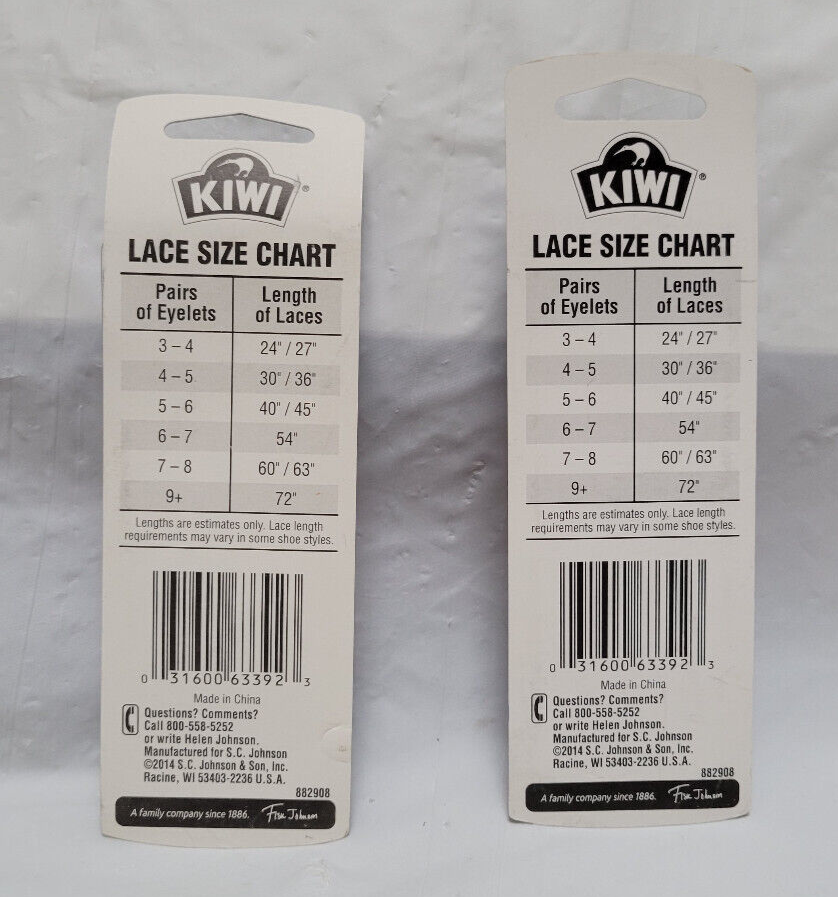 KIWI®
LACE SIZE CHART
Pairs of Eyelets Length of Laces
3 – 4 24" / 27"
4 – 5 30" / 36"
5 – 6 40" / 45"
6 – 7 54"
7 – 8 60" / 63"
9+ 72"
Lengths are estimates only. Lace length
requirements may vary in some shoe styles.
0 31600 63392 3
Made in China
Questions? Comments?
Call 800-558-5252
or write Helen Johnson.
Manufactured for S.C. Johnson
©2014 S.C. Johnson & Son, Inc.
Racine, WI 53403-2236 U.S.A.
882908
A family company since 1886. Fisk Johnson
KIWI®
LACE SIZE CHART
Pairs of Eyelets Length of Laces
3 – 4 24" / 27"
4 – 5 30" / 36"
5 – 6 40" / 45"
6 – 7 54"
7 – 8 60" / 63"
9+ 72"
Lengths are estimates only. Lace length
requirements may vary in some shoe styles.
0 31600 63392 3
Made in China
Questions? Comments?
Call 800-558-5252
or write Helen Johnson.
Manufactured for S.C. Johnson
©2014 S.C. Johnson & Son, Inc.
Racine, WI 53403-2236 U.S.A.
882908
A family company since 1886. Fisk Johnson